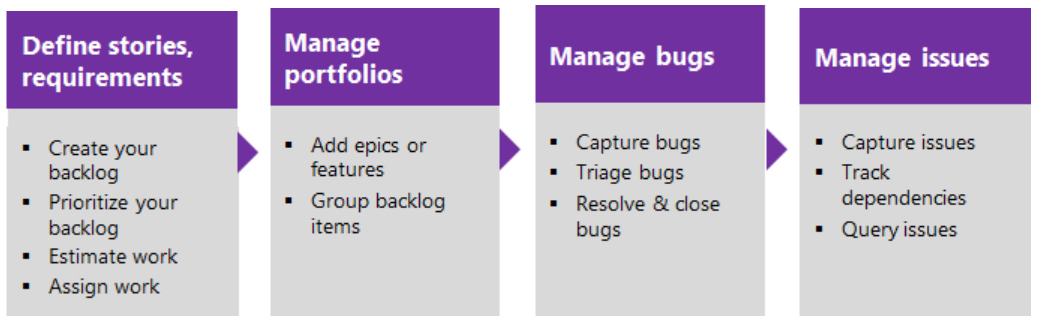 Define stories,
requirements
▪ Create your
backlog
▪ Prioritize your
backlog
▪ Estimate work
▪ Assign work
Manage
portfolios
▪ Add epics or
features
▪ Group backlog
items
Manage bugs
▪ Capture bugs
▪ Triage bugs
▪ Resolve & close
bugs
Manage issues
▪ Capture issues
▪ Track
dependencies
▪ Query issues